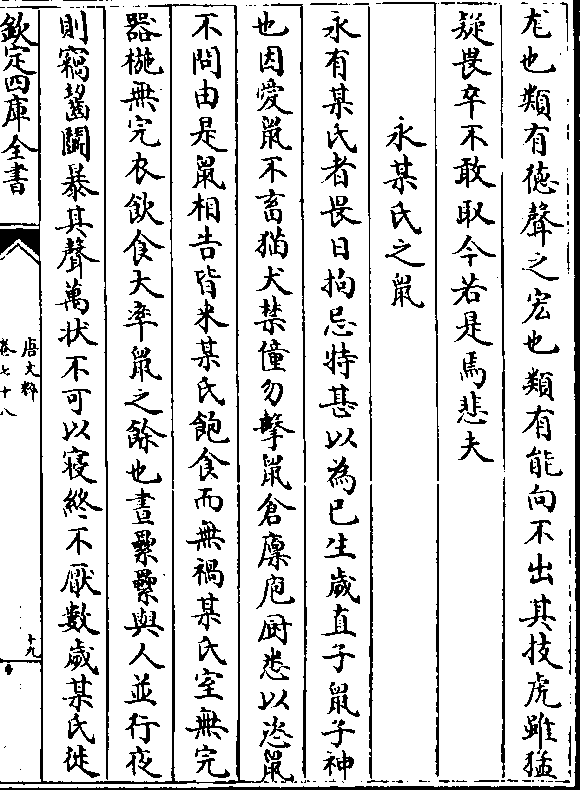 尨也類有徳聲之宏也類有能向不出其技虎雖猛
疑畏卒不敢取今若是焉悲夫
永某氏之鼠
永有某氏者畏日拘忌特甚以為已生歲直子鼠子神
也因愛鼠不畜猫犬禁僮勿擊鼠倉廪庖厨悉以恣鼠
不問由是鼠相告皆来某氏飽食而無禍某氏室無完
器椸無完衣飲食大率鼠之餘也晝纍纍與人並行夜
則竊齧鬭暴其聲萬狀不可以寝終不厭數歲某氏徙
欽定四庫全書
唐文粹
卷七十八
十九